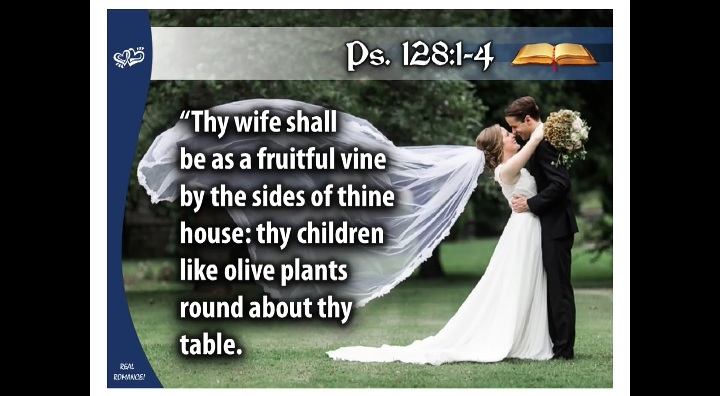 Ps. 128:1-4
“Thy wife shall
be as a fruitful vine
by the sides of thine
house: thy children
like olive plants
round about thy
table.
REAL
ROMANCE!